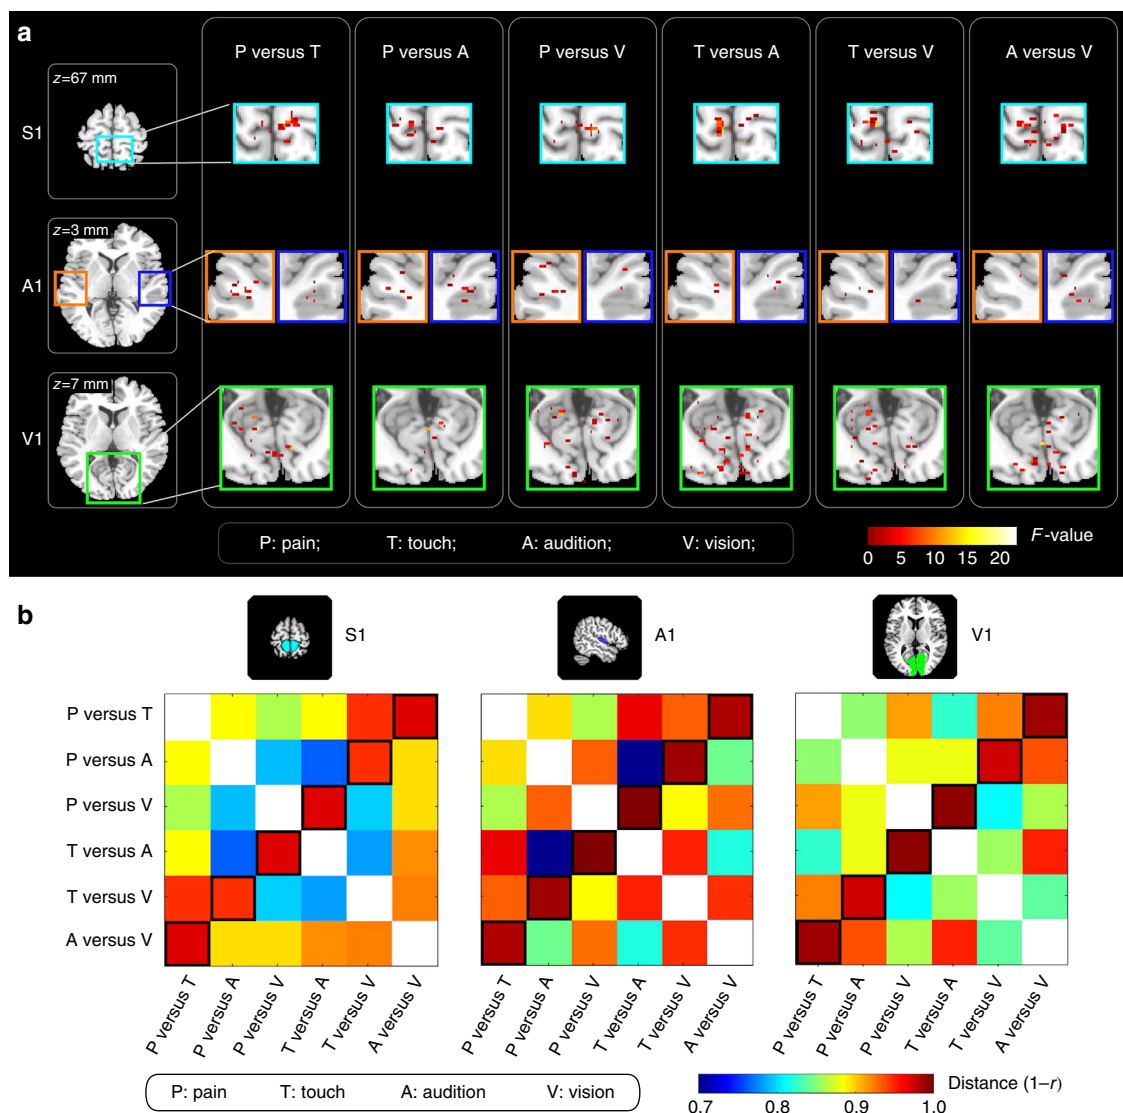 a
P versus T
P versus A
P versus V
T versus A
T versus V
A versus V
z=67 mm
S1
z=3 mm
A1
z=7 mm
V1
P: pain; T: touch; A: audition; V: vision;
F-value
0 5 10 15 20
b
S1
A1
V1
P versus T
P versus A
P versus V
T versus A
T versus V
A versus V
P versus T
P versus A
P versus V
T versus A
T versus V
A versus V
P versus T
P versus A
P versus V
T versus A
T versus V
A versus V
P versus T
P versus A
P versus V
T versus A
T versus V
A versus V
P: pain T: touch A: audition V: vision
Distance (1–r)
0.7 0.8 0.9 1.0